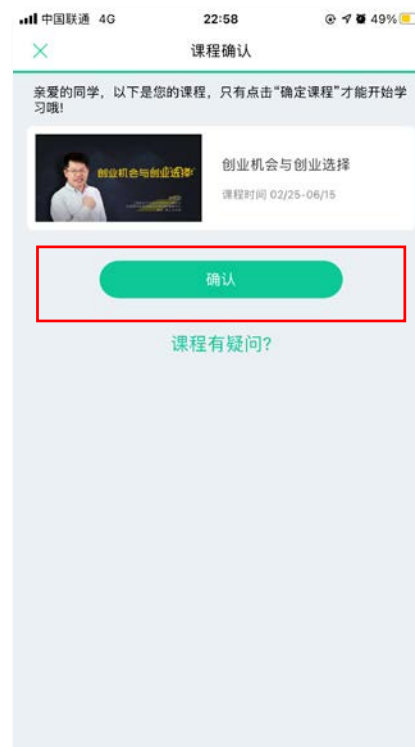 中国联通 4G 22:58 49%
课程确认
亲爱的同学，以下是您的课程，只有点击“确定课程”才能开始学
习哦!
创业机会与创业选择
创业机会与创业选择
课程时间 02/25-06/15
确认
课程有疑问?